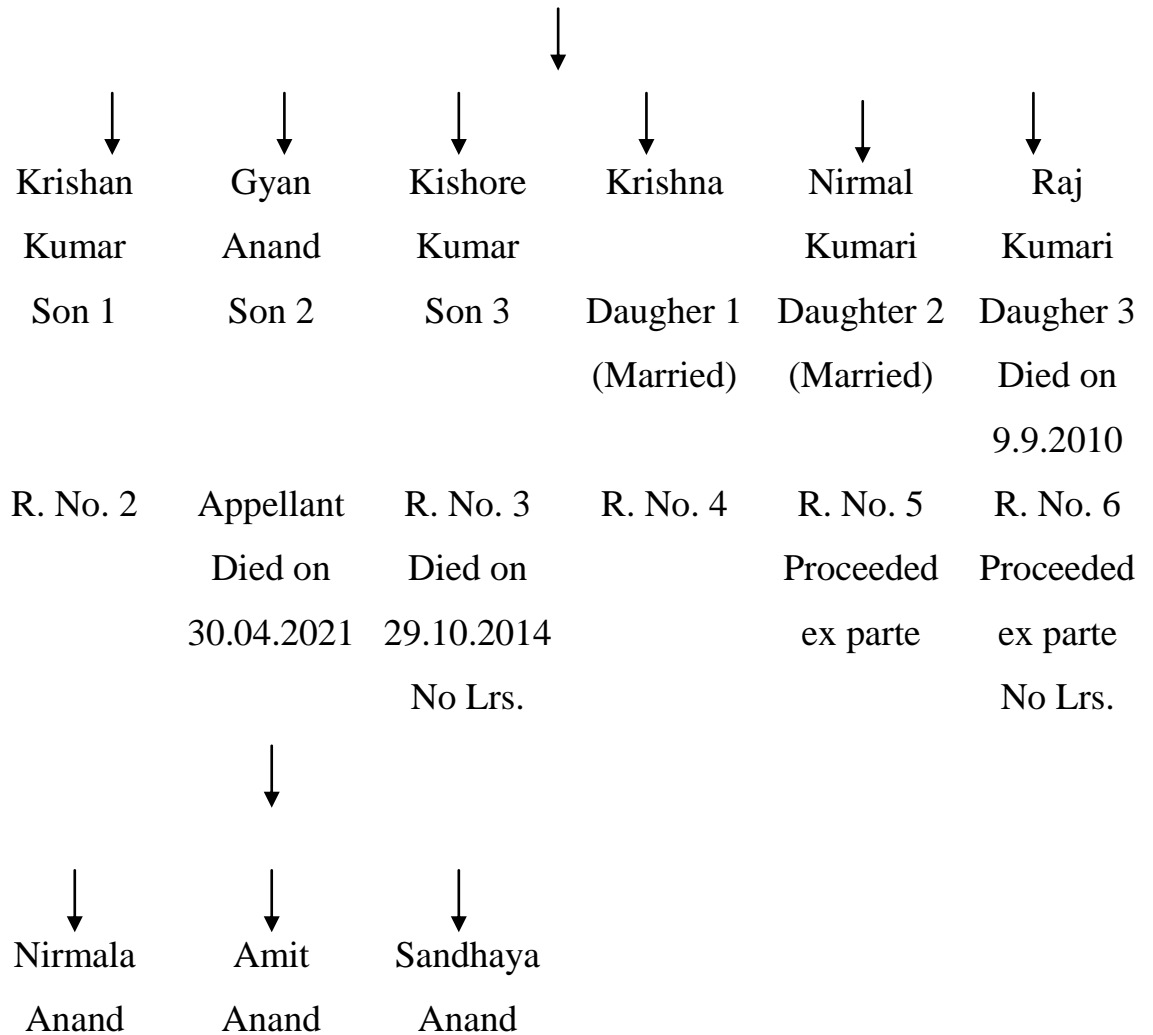 Krishan Gyan Kishore Krishna Nirmal Raj
Kumar Anand Kumar Kumari Kumari
Son 1 Son 2 Son 3 Daugher 1 Daughter 2 Daugher 3
(Married) (Married) Died on
9.9.2010
R. No. 2 Appellant R. No. 3 R. No. 4 R. No. 5 R. No. 6
Died on Died on Proceeded Proceeded
30.04.2021 29.10.2014 ex parte ex parte
No Lrs. No Lrs.
Nirmala Amit Sandhaya
Anand Anand Anand